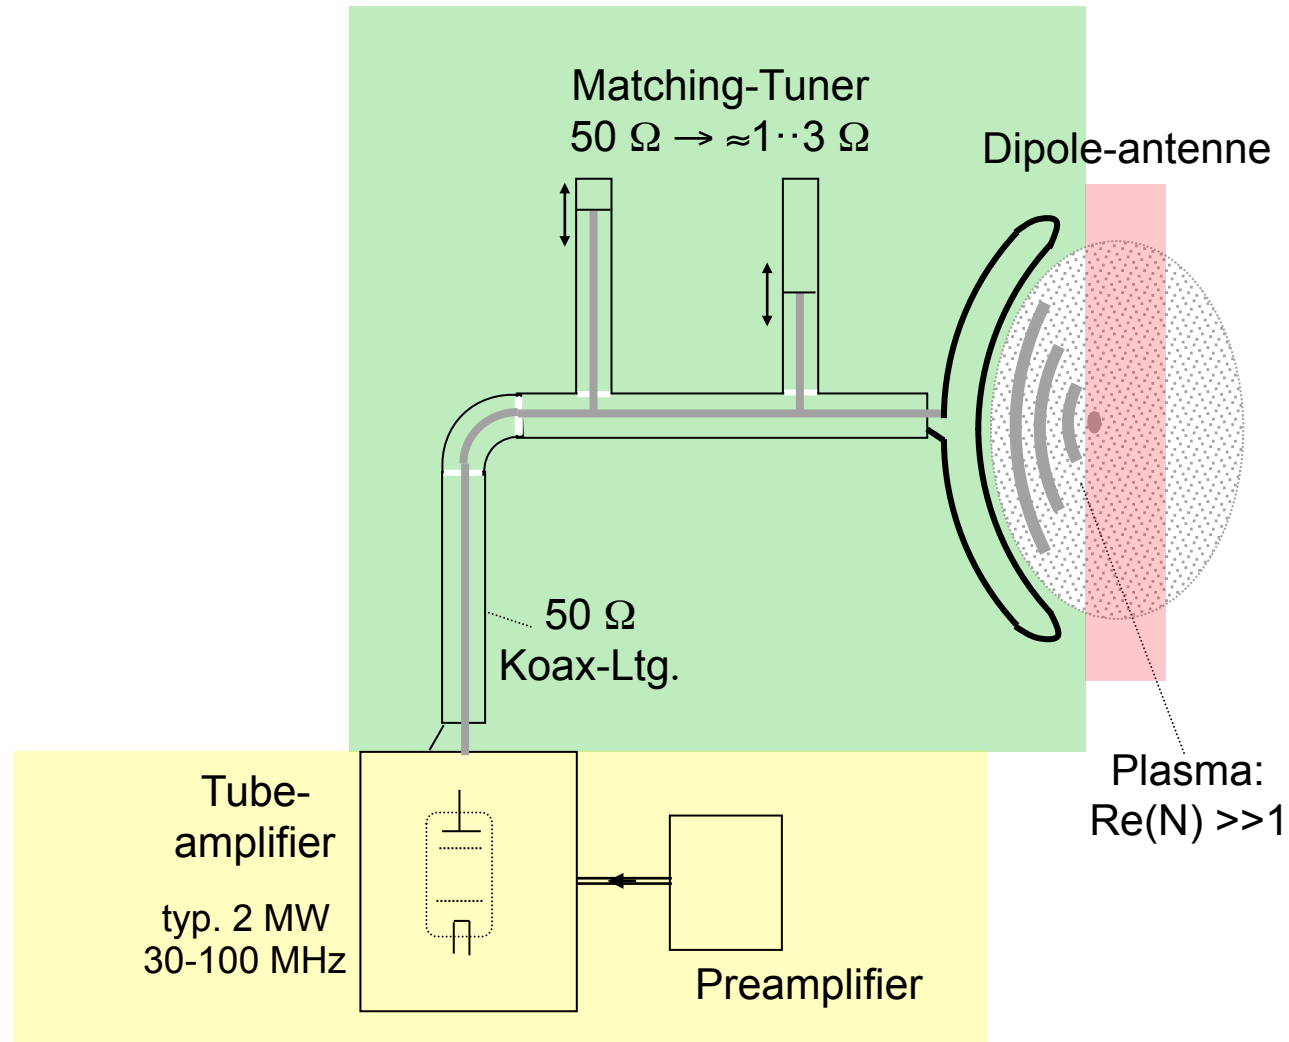 Matching-Tuner
50 Ω → ≈1··3 Ω
Dipole-antenne
50 Ω
Koax-Ltg.
Plasma:
Re(N) >>1
Tube-
amplifier
typ. 2 MW
30-100 MHz
Preamplifier